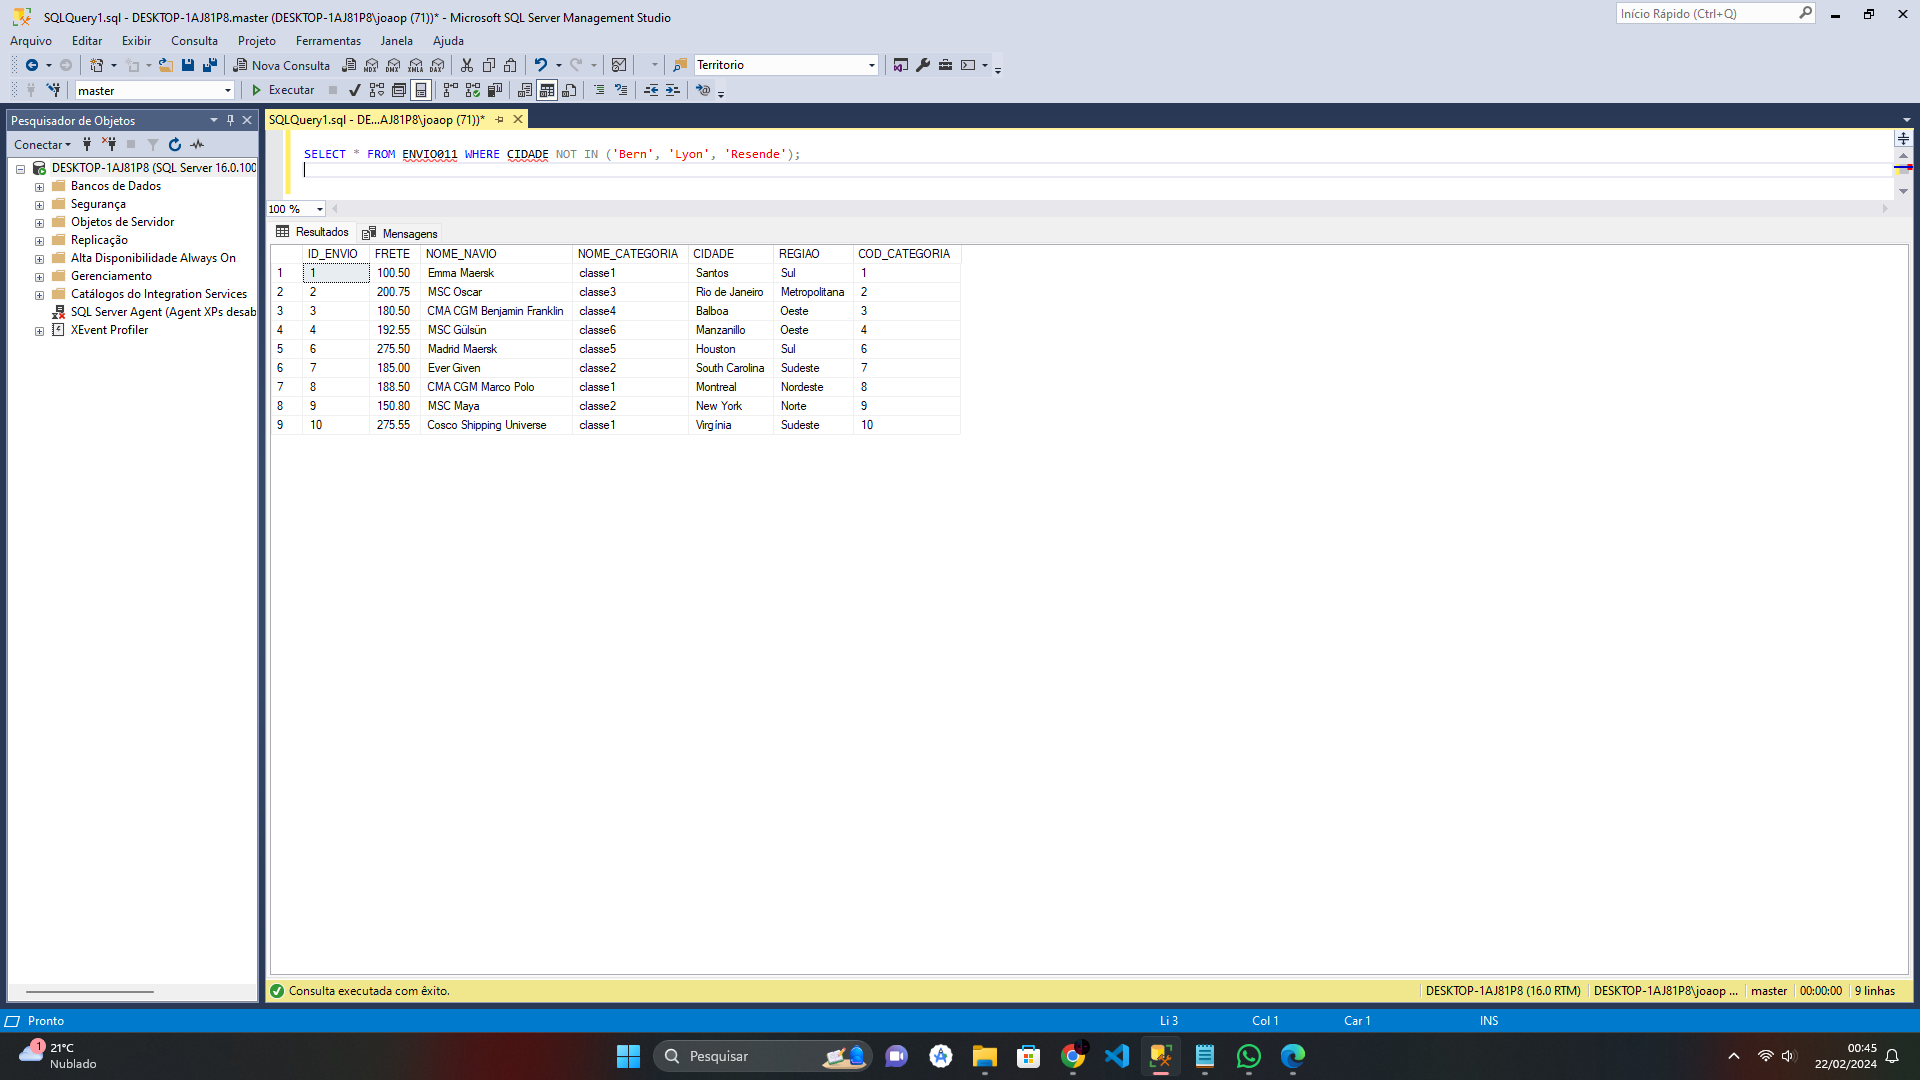 SQLQuery1.sql - DESKTOP-1AJ81P8.master (DESKTOP-1AJ81P8\joaop (71))* - Microsoft SQL Server Management Studio
Início Rápido (Ctrl+Q)
Arquivo Editar Exibir Consulta Projeto Ferramentas Janela Ajuda
Nova Consulta Territorio
master Executar
Pesquisador de Objetos
SQLQuery1.sql - DE...AJ81P8\joaop (71))*
Conectar
DESKTOP-1AJ81P8 (SQL Server 16.0.100
Bancos de Dados
Segurança
Objetos de Servidor
Replicação
Alta Disponibilidade Always On
Gerenciamento
Catálogos do Integration Services
SQL Server Agent (Agent XPs desab
XEvent Profiler
SELECT * FROM ENVIO011 WHERE CIDADE NOT IN ('Bern', 'Lyon', 'Resende');
100 %
Resultados Mensagens
ID_ENVIO FRETE NOME_NAVIO NOME_CATEGORIA CIDADE REGIAO COD_CATEGORIA
1 1 100.50 Emma Maersk classe1 Santos Sul 1
2 2 200.75 MSC Oscar classe3 Rio de Janeiro Metropolitana 2
3 3 180.50 CMA CGM Benjamin Franklin classe4 Balboa Oeste 3
4 4 192.55 MSC Gülsün classe6 Manzanillo Oeste 4
5 6 275.50 Madrid Maersk classe5 Houston Sul 6
6 7 185.00 Ever Given classe2 South Carolina Sudeste 7
7 8 188.50 CMA CGM Marco Polo classe1 Montreal Nordeste 8
8 9 150.80 MSC Maya classe2 New York Norte 9
9 10 275.55 Cosco Shipping Universe classe1 Virgínia Sudeste 10
Consulta executada com êxito.
DESKTOP-1AJ81P8 (16.0 RTM) DESKTOP-1AJ81P8\joaop ... master 00:00:00 9 linhas
Pronto Li 3 Col 1 Car 1 INS
1
21°C
Nublado
Pesquisar
00:45
22/02/2024